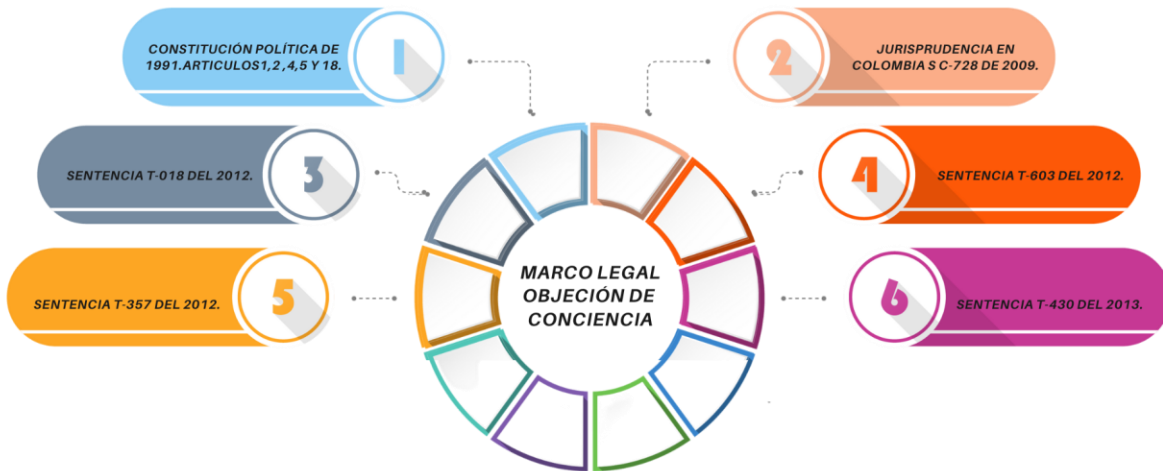 1
CONSTITUCIÓN POLÍTICA DE
1991.ARTICULOS1,2 ,4,5 Y 18.
2
JURISPRUDENCIA EN
COLOMBIA S C-728 DE 2009.
3
SENTENCIA T-018 DEL 2012.
4
SENTENCIA T-603 DEL 2012.
5
SENTENCIA T-357 DEL 2012.
6
SENTENCIA T-430 DEL 2013.
MARCO LEGAL
OBJECIÓN DE
CONCIENCIA